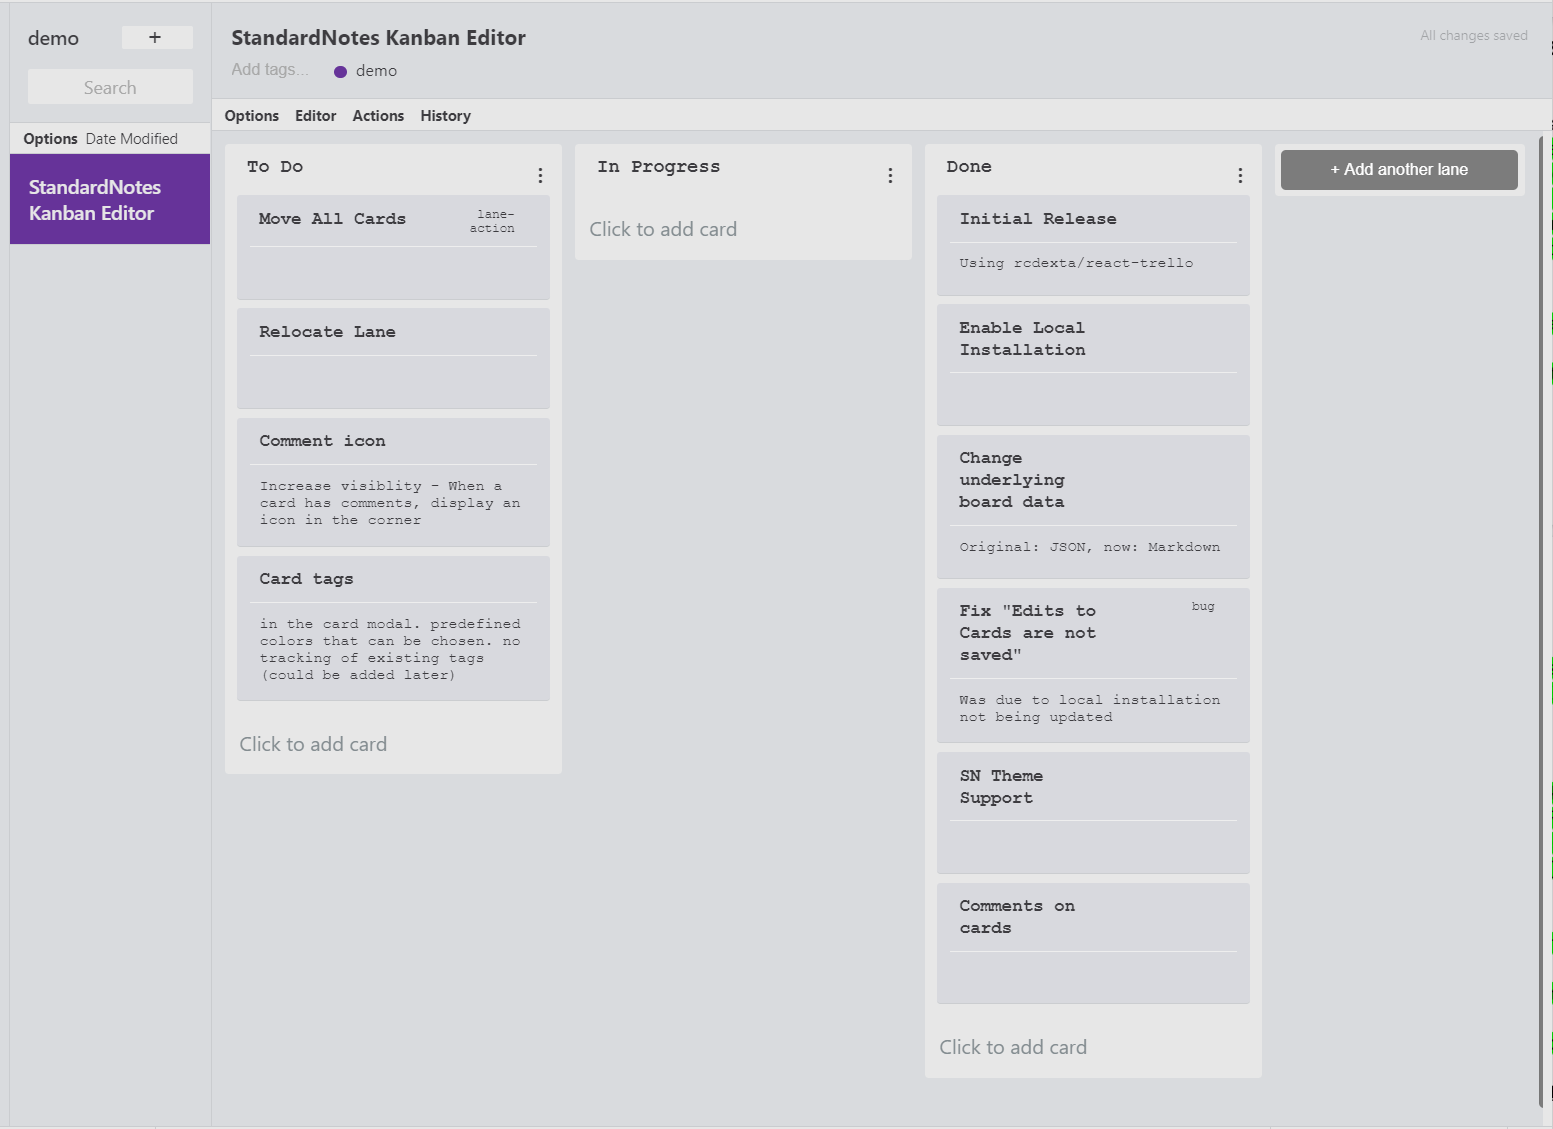 demo
+
Search
Options Date Modified
StandardNotes
Kanban Editor
StandardNotes Kanban Editor
All changes saved
Add tags...
demo
Options Editor Actions History
To Do
Move All Cards
lane-
action
Relocate Lane
Comment icon
Increase visiblity - When a
card has comments, display an
icon in the corner
Card tags
in the card modal. predefined
colors that can be chosen. no
tracking of existing tags
(could be added later)
Click to add card
In Progress
Click to add card
Done
Initial Release
Using rcdexta/react-trello
Enable Local
Installation
Change
underlying
board data
Original: JSON, now: Markdown
Fix "Edits to
Cards are not
saved"
bug
Was due to local installation
not being updated
SN Theme
Support
Comments on
cards
Click to add card
+ Add another lane